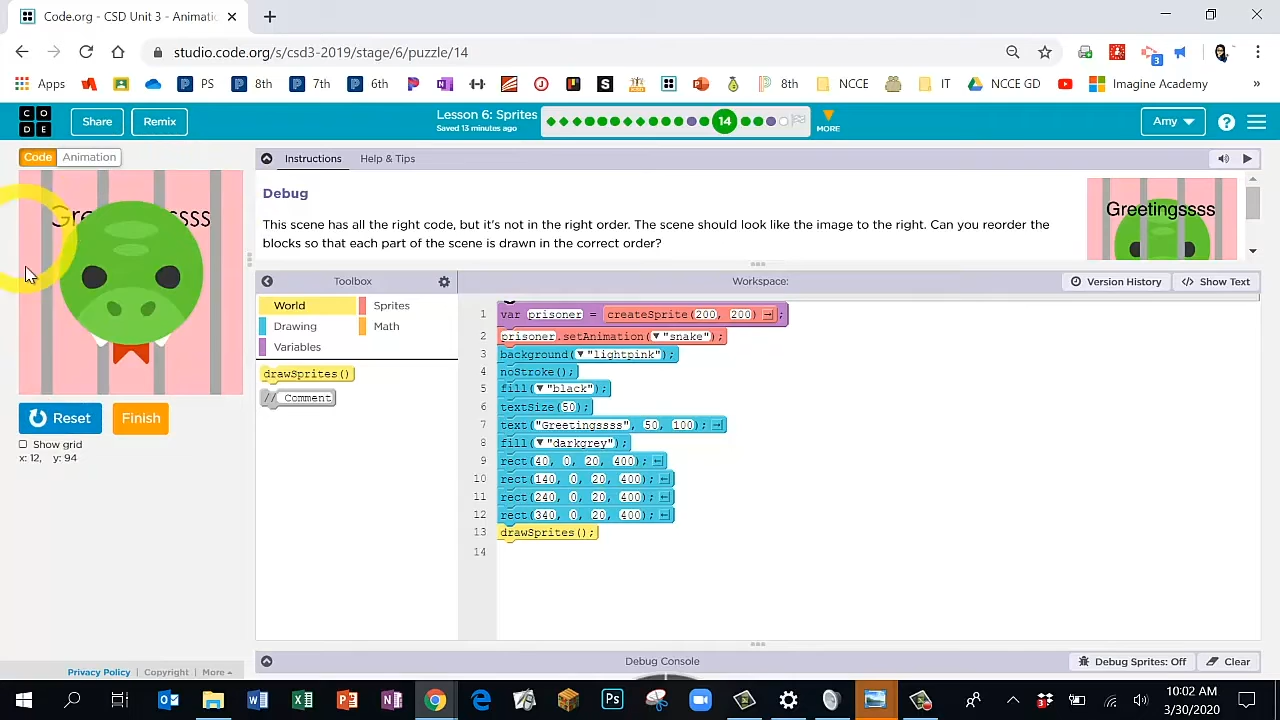 Code.org - CSD Unit 3 - Animatic
studio.code.org/s/csd3-2019/stage/6/puzzle/14
3
Apps
PS
8th
7th
6th
8th
NCCE
IT
NCCE GD
Imagine Academy
»
C O
D E
Share
Remix
Lesson 6: Sprites
Saved 13 minutes ago
14
MORE
Amy
?
Code
Animation
Instructions
Help & Tips
Debug
This scene has all the right code, but it's not in the right order. The scene should look like the image to the right. Can you reorder the
blocks so that each part of the scene is drawn in the correct order?
Greetingssss
Gre ssss
Toolbox
Workspace:
Version History
</> Show Text
World
Sprites
Drawing
Math
Variables
drawSprites()
// Comment
1 var prisoner = createSprite(200, 200);
2 prisoner.setAnimation(▼"snake");
3 background(▼"lightpink");
4 noStroke();
5 fill(▼"black");
6 textSize(50);
7 text("Greetingssss", 50, 100);
8 fill(▼"darkgrey");
9 rect(40, 0, 20, 400);
10 rect(140, 0, 20, 400);
11 rect(240, 0, 20, 400);
12 rect(340, 0, 20, 400);
13 drawSprites();
14
Reset
Finish
Show grid
x: 12, y: 94
Privacy Policy | Copyright | More
Debug Console
Debug Sprites: Off
Clear
10:02 AM
3/30/2020